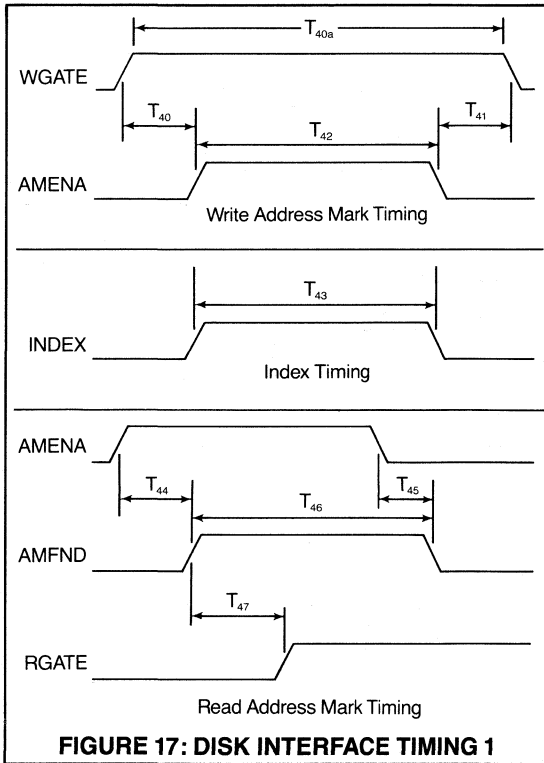 T40a
WGATE
T40
T42
T41
AMENA
Write Address Mark Timing
T43
INDEX
Index Timing
AMENA
T44
T45
T46
AMFND
T47
RGATE
Read Address Mark Timing
FIGURE 17: DISK INTERFACE TIMING 1